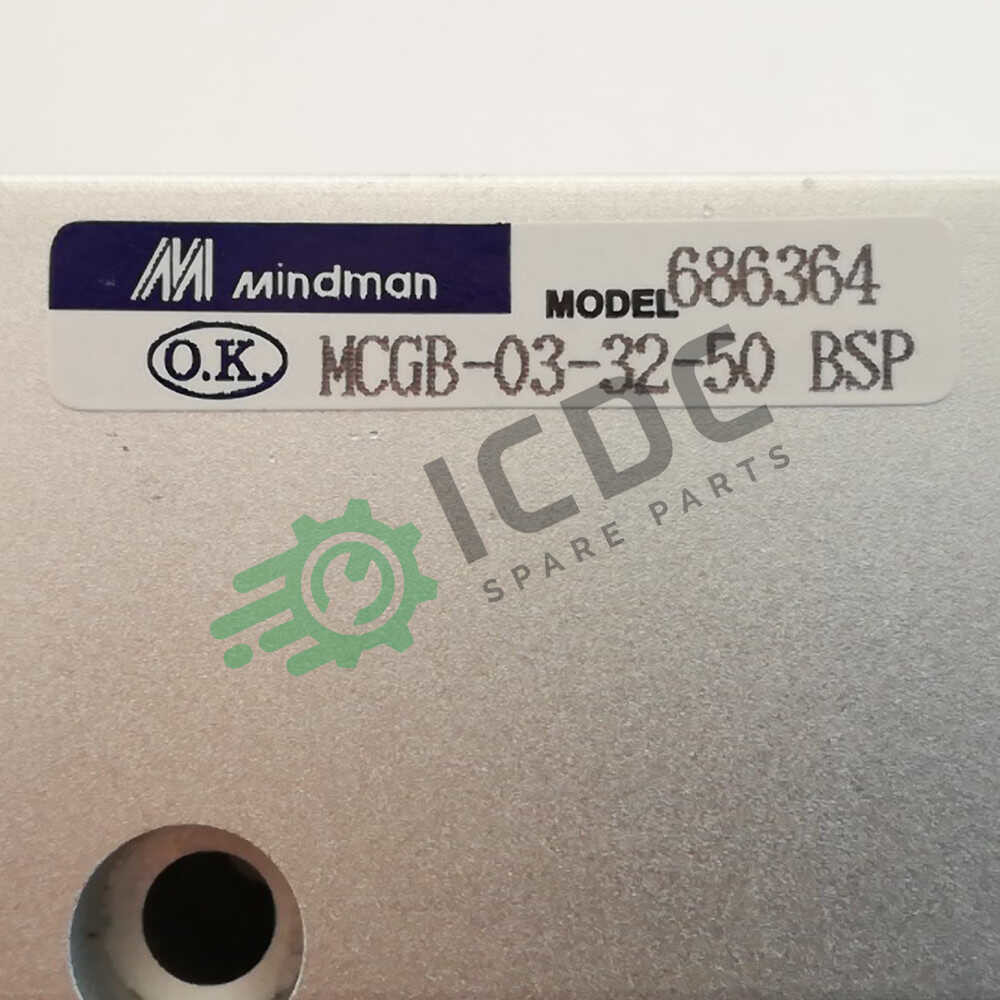 Mindman
MODEL 686364
O.K. MCGB-03-32-50 BSP
ICDC
SPARE PARTS